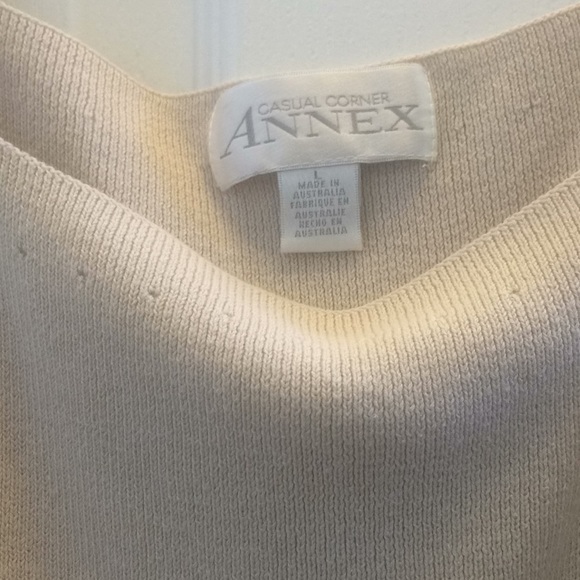 CASUAL CORNER
ANNEX
L
MADE IN
AUSTRALIA
FABRIQUE EN
AUSTRALIE
HECHO EN
AUSTRALIA